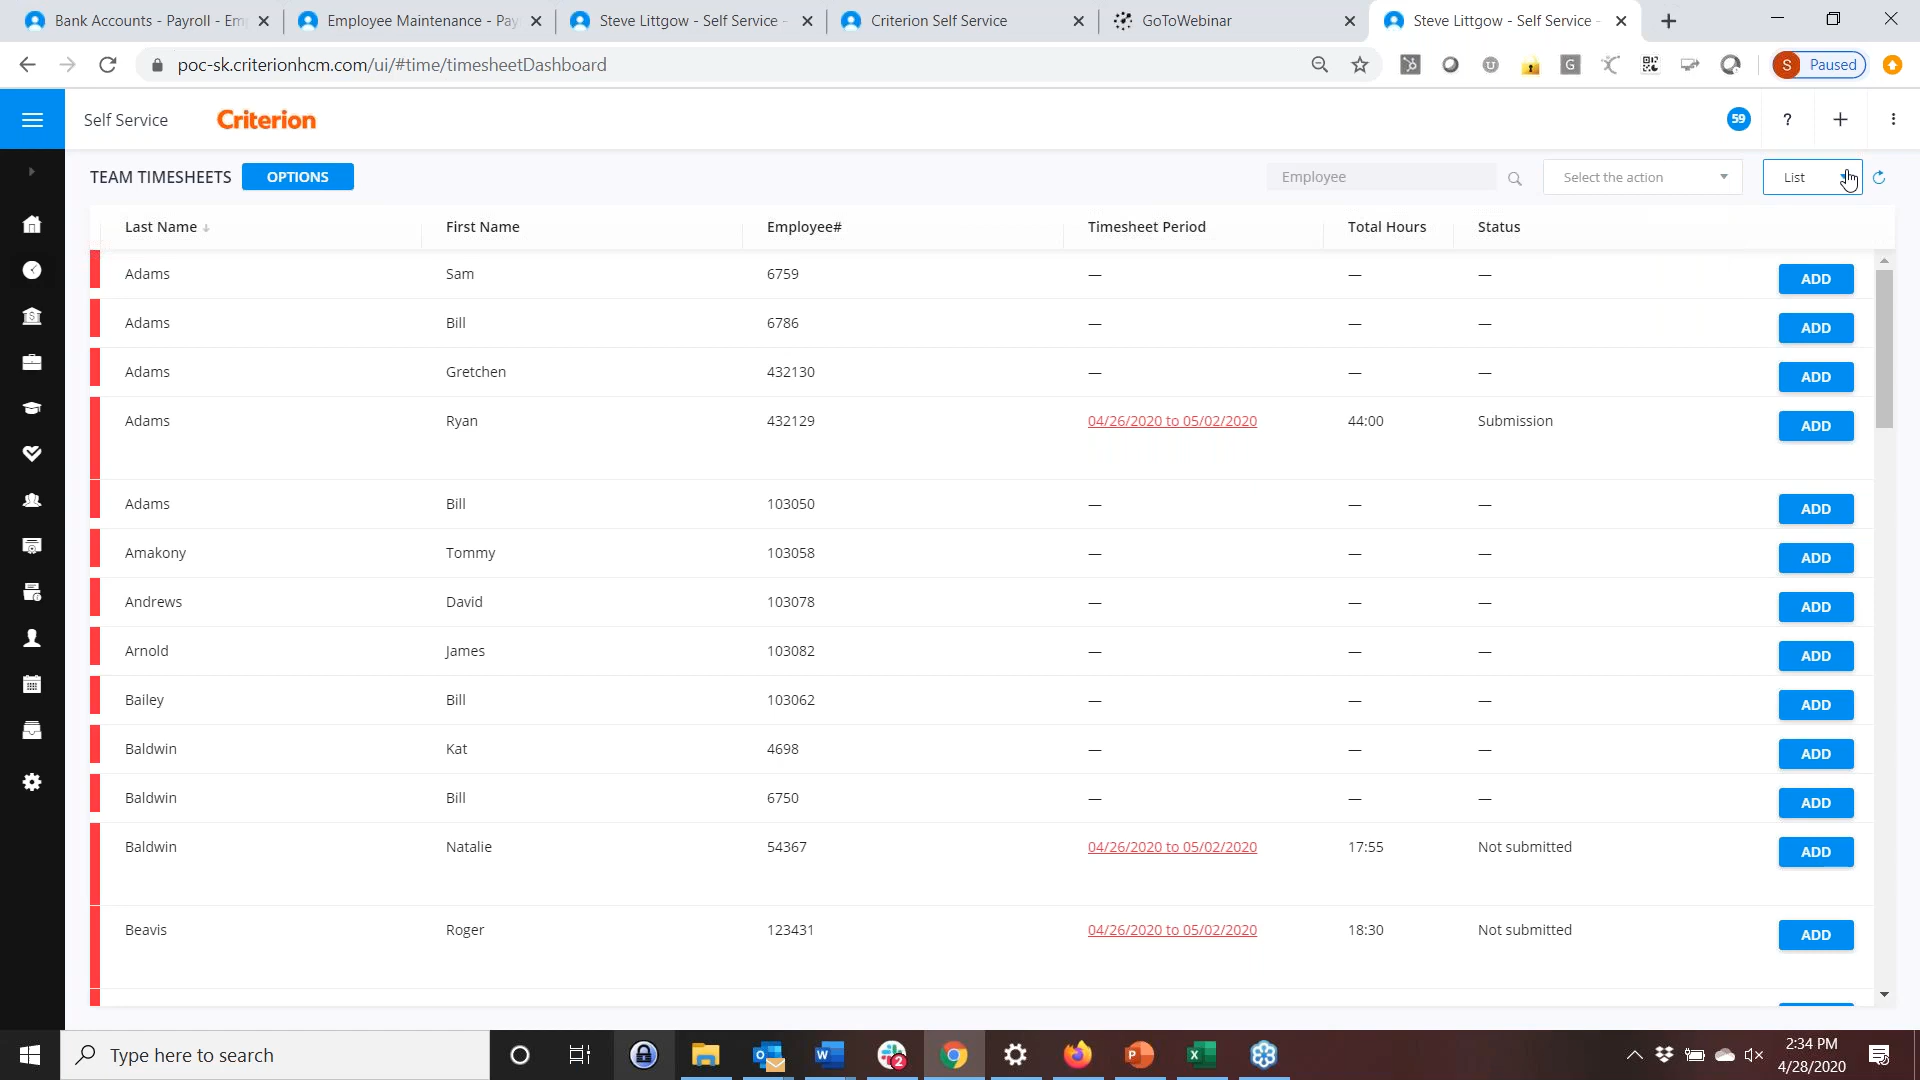 Bank Accounts - Payroll - Em
Employee Maintenance - Pay
Steve Littgow - Self Service -
Criterion Self Service
GoToWebinar
Steve Littgow - Self Service -
poc-sk.criterionhcm.com/ui/#time/timesheetDashboard
S Paused
Self Service Criterion 59 ?
TEAM TIMESHEETS OPTIONS Employee Select the action List
Last Name First Name Employee# Timesheet Period Total Hours Status
Adams Sam 6759 — — — ADD
Adams Bill 6786 — — — ADD
Adams Gretchen 432130 — — — ADD
Adams Ryan 432129 04/26/2020 to 05/02/2020 44:00 Submission ADD
Adams Bill 103050 — — — ADD
Amakony Tommy 103058 — — — ADD
Andrews David 103078 — — — ADD
Arnold James 103082 — — — ADD
Bailey Bill 103062 — — — ADD
Baldwin Kat 4698 — — — ADD
Baldwin Bill 6750 — — — ADD
Baldwin Natalie 54367 04/26/2020 to 05/02/2020 17:55 Not submitted ADD
Beavis Roger 123431 04/26/2020 to 05/02/2020 18:30 Not submitted ADD
Type here to search
2
2:34 PM
4/28/2020